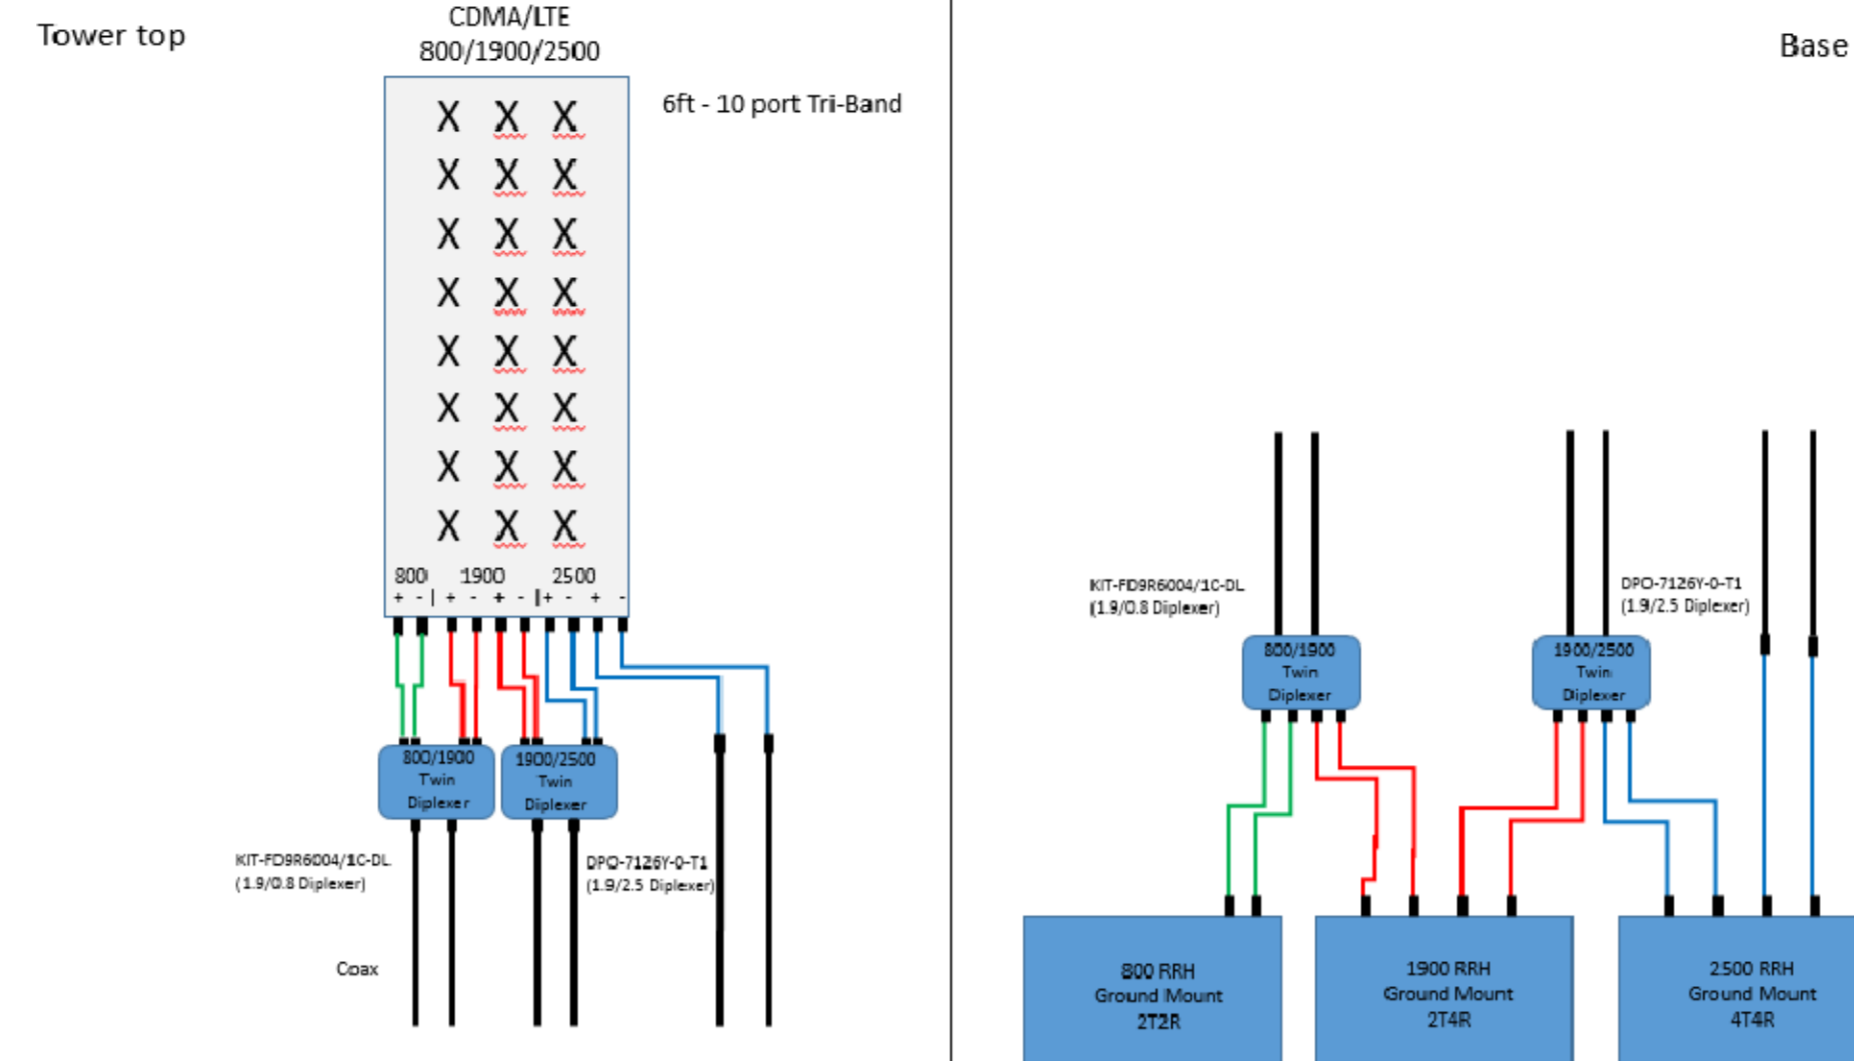 Tower top
CDMA/LTE
800/1900/2500
6ft - 10 port Tri-Band
X X X
X X X
X X X
X X X
X X X
X X X
X X X
X X X
800 1900 2500
+ - | + - + - | + - + -
800/1900
Twin
Diplexer
1900/2500
Twin
Diplexer
KIT-FD9R6004/1C-DL
(1.9/0.8 Diplexer)
DPO-7126Y-0-T1
(1.9/2.5 Diplexer)
Coax
Base
KIT-FD9R6004/1C-DL
(1.9/0.8 Diplexer)
DPO-7126Y-0-T1
(1.9/2.5 Diplexer)
800/1900
Twin
Diplexer
1900/2500
Twin
Diplexer
800 RRH
Ground Mount
2T2R
1900 RRH
Ground Mount
2T4R
2500 RRH
Ground Mount
4T4R